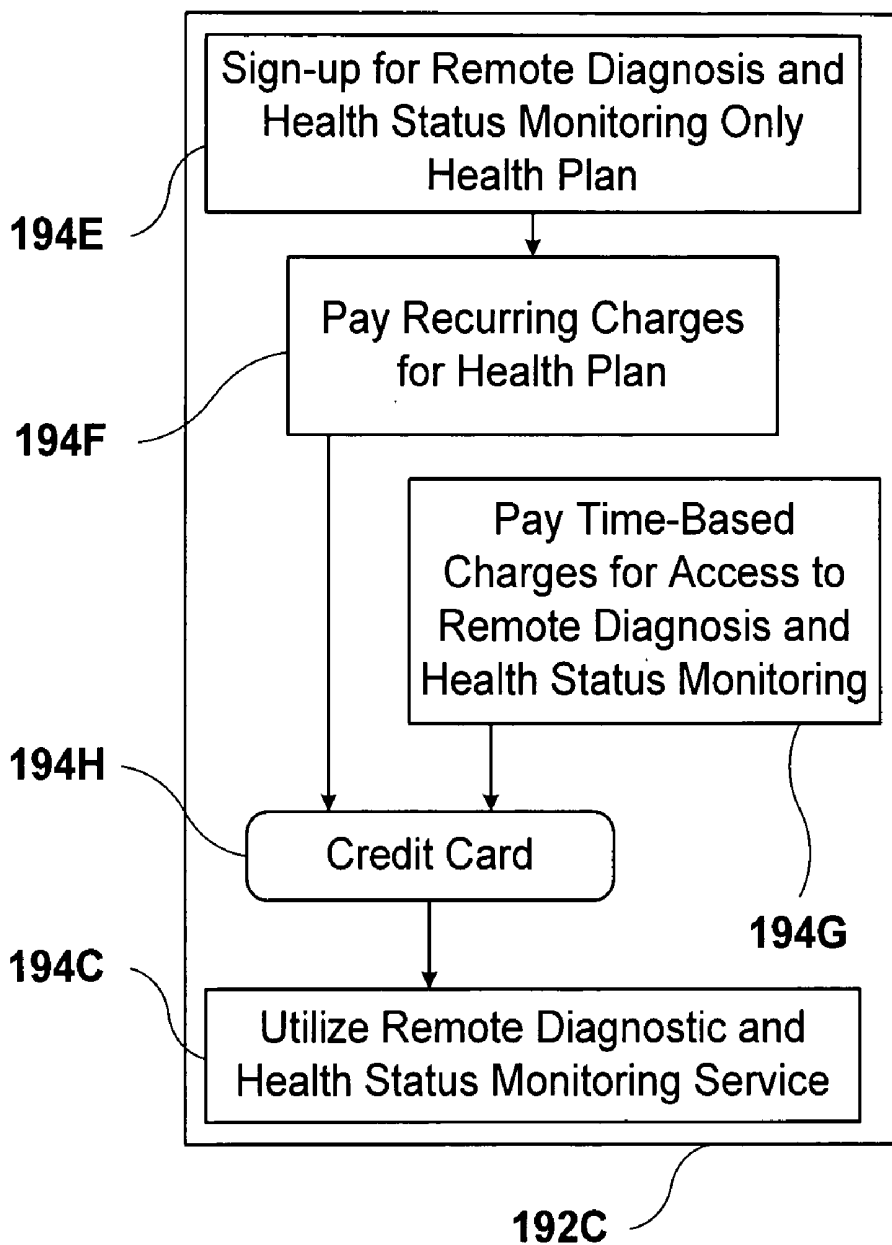 Sign-up for Remote Diagnosis and
Health Status Monitoring Only
Health Plan
194E
Pay Recurring Charges
for Health Plan
194F
Pay Time-Based
Charges for Access to
Remote Diagnosis and
Health Status Monitoring
194H
Credit Card
194G
194C
Utilize Remote Diagnostic and
Health Status Monitoring Service
192C